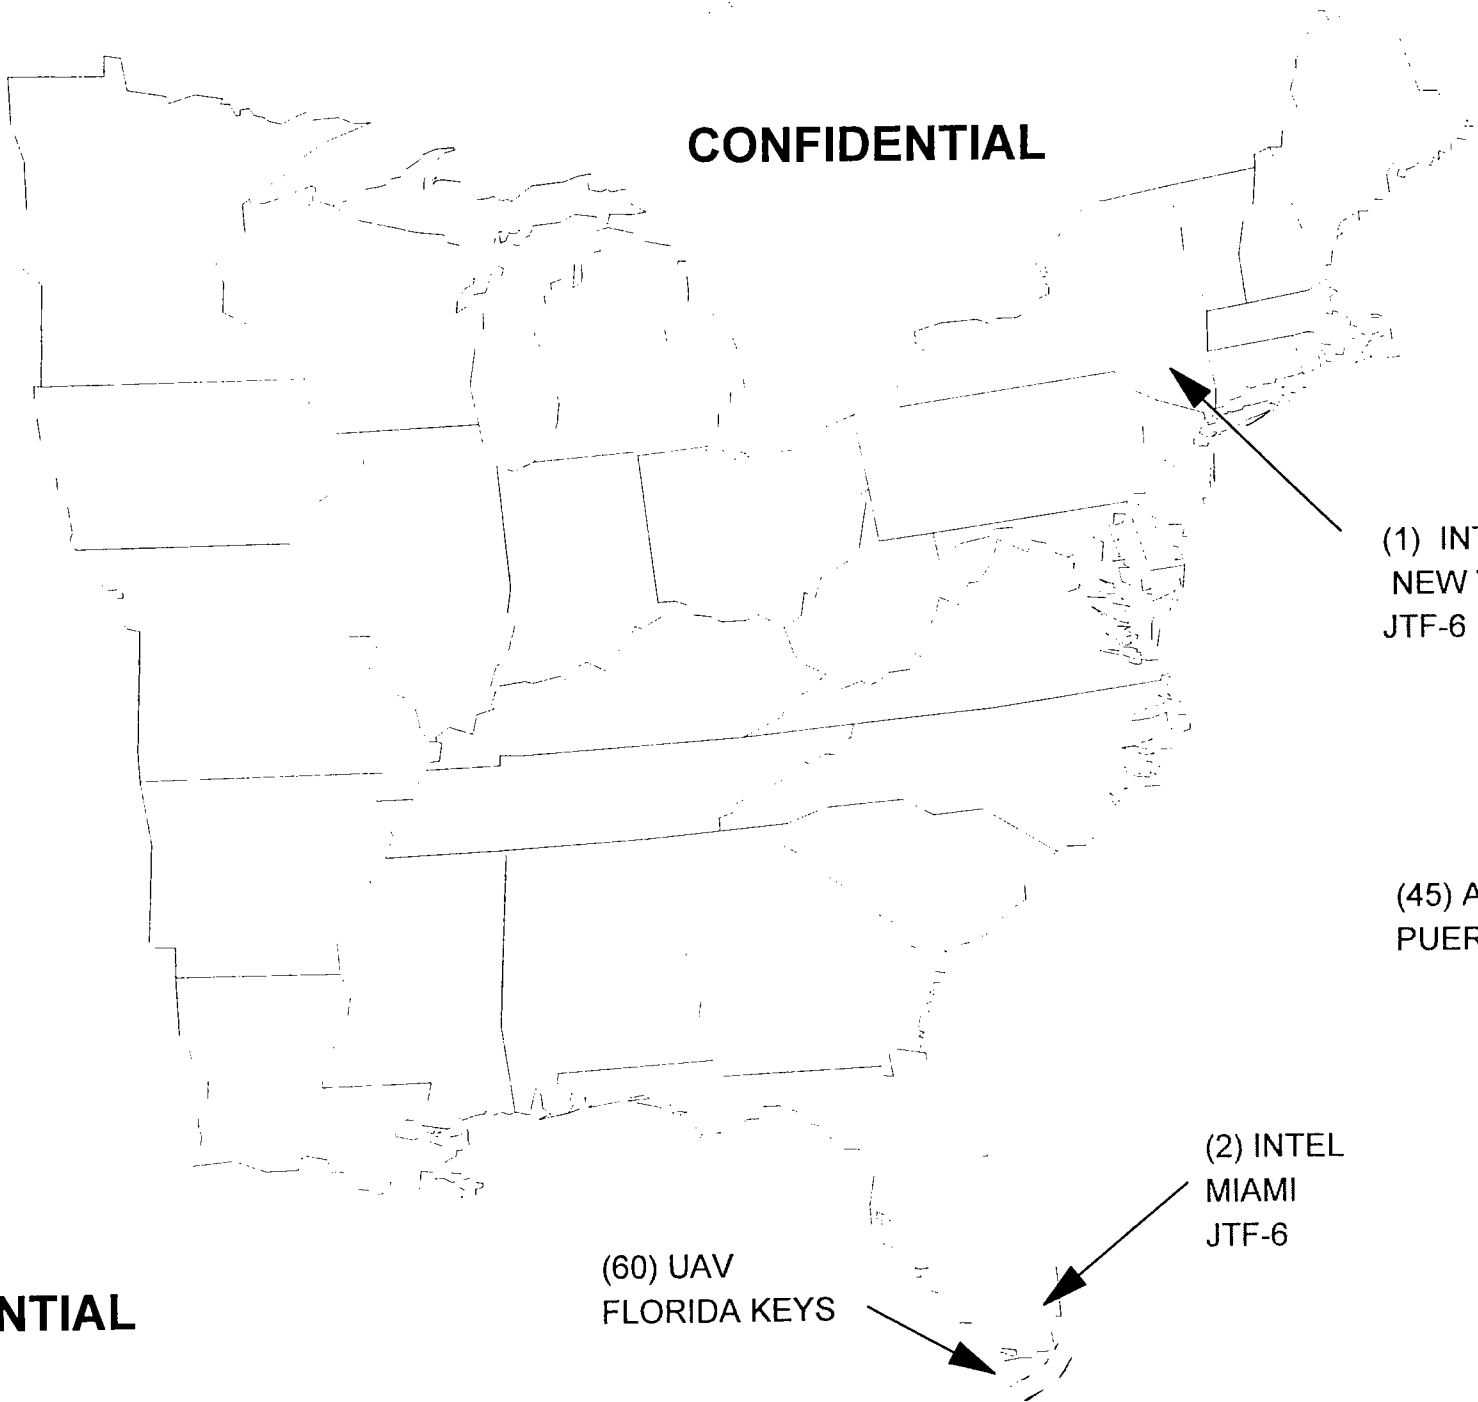 CONFIDENTIAL
(1) INT
NEW
JTF-6
(45) A
PUER
(2) INTEL
MIAMI
JTF-6
(60) UAV
FLORIDA KEYS
NTIAL